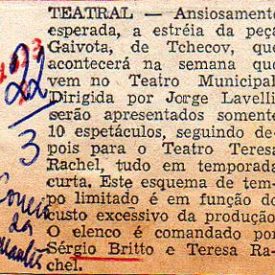 TEATRAL — Ansiosament
esperada, a estréia da peça
Gaivota, de Tchecov, que
acontecerá na semana que
vem no Teatro Municipal
Dirigida por Jorge Lavelli
serão apresentados somente
10 espetáculos, seguindo de-
pois para o Teatro Teresa
Rachel, tudo em temporada
curta. Este esquema de tem-
po limitado é em função do
custo excessivo da produção
O elenco é comandado por
Sérgio Britto e Teresa Ra-
chel.
22
3
Correio
da